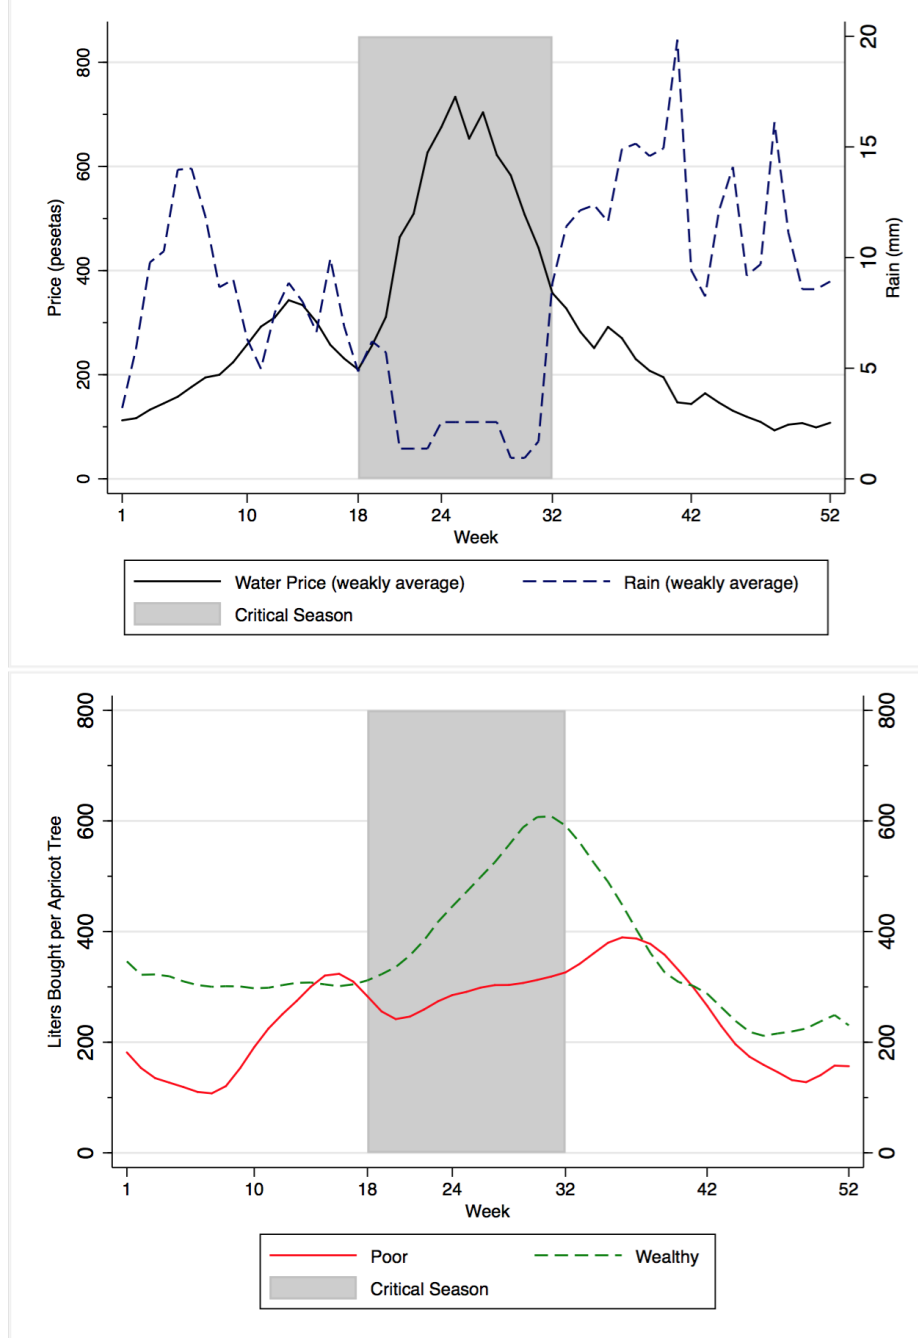 Price (pesetas)
0 200 400 600 800
Rain (mm)
0 5 10 15 20
1 10 18 24 32 42 52
Week
Water Price (weakly average) Rain (weakly average)
Critical Season
Liters Bought per Apricot Tree
0 200 400 600 800
0 200 400 600 800
1 10 18 24 32 42 52
Week
Poor Wealthy
Critical Season